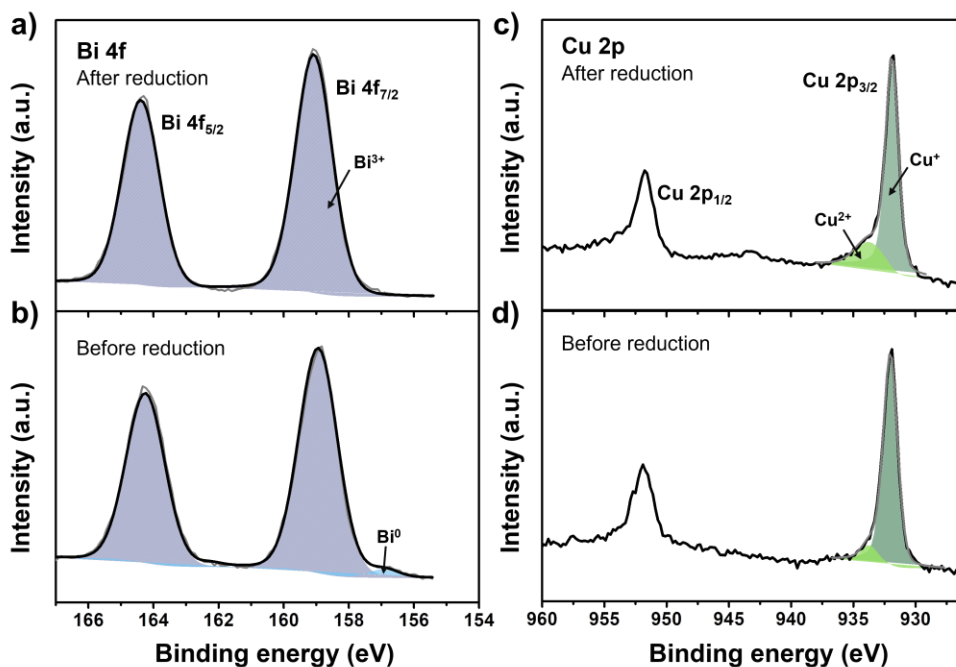 a)
Bi 4f
After reduction
Bi 4f5/2
Bi 4f7/2
Bi3+
Intensity (a.u.)
b)
Before reduction
Bi0
Intensity (a.u.)
166 164 162 160 158 156 154
Binding energy (eV)
c)
Cu 2p
After reduction
Cu 2p3/2
Cu+
Cu2+
Cu 2p1/2
Intensity (a.u.)
d)
Before reduction
Intensity (a.u.)
960 955 950 945 940 935 930
Binding energy (eV)